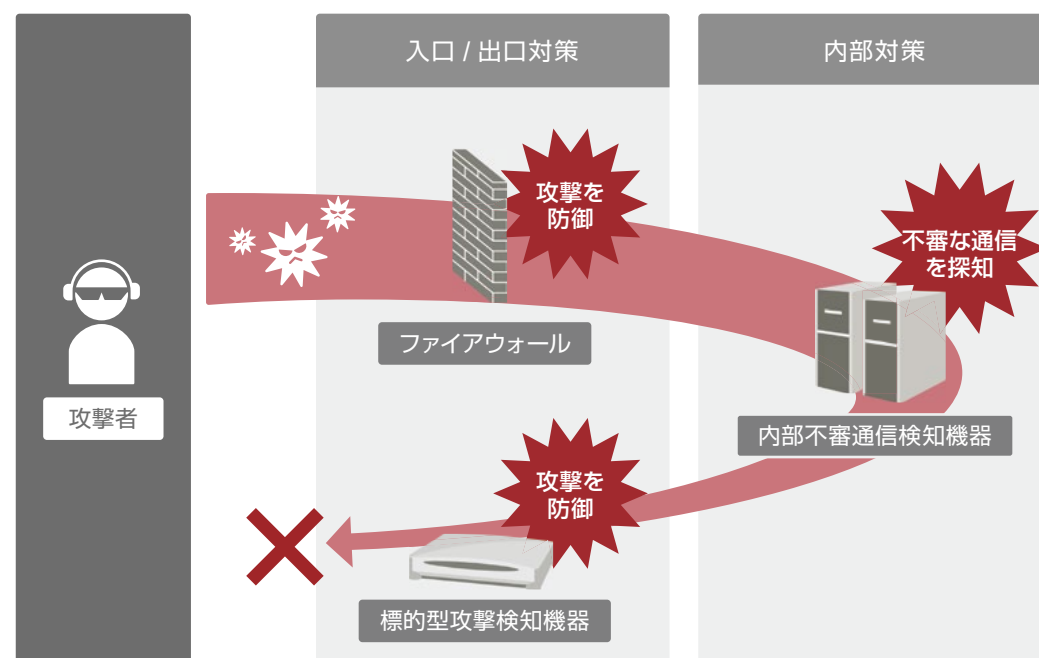 入口 / 出口対策
内部対策
攻撃を
防御
不審な通信
を探知
ファイアウォール
攻撃者
内部不審通信検知機器
攻撃を
防御
標的型攻撃検知機器